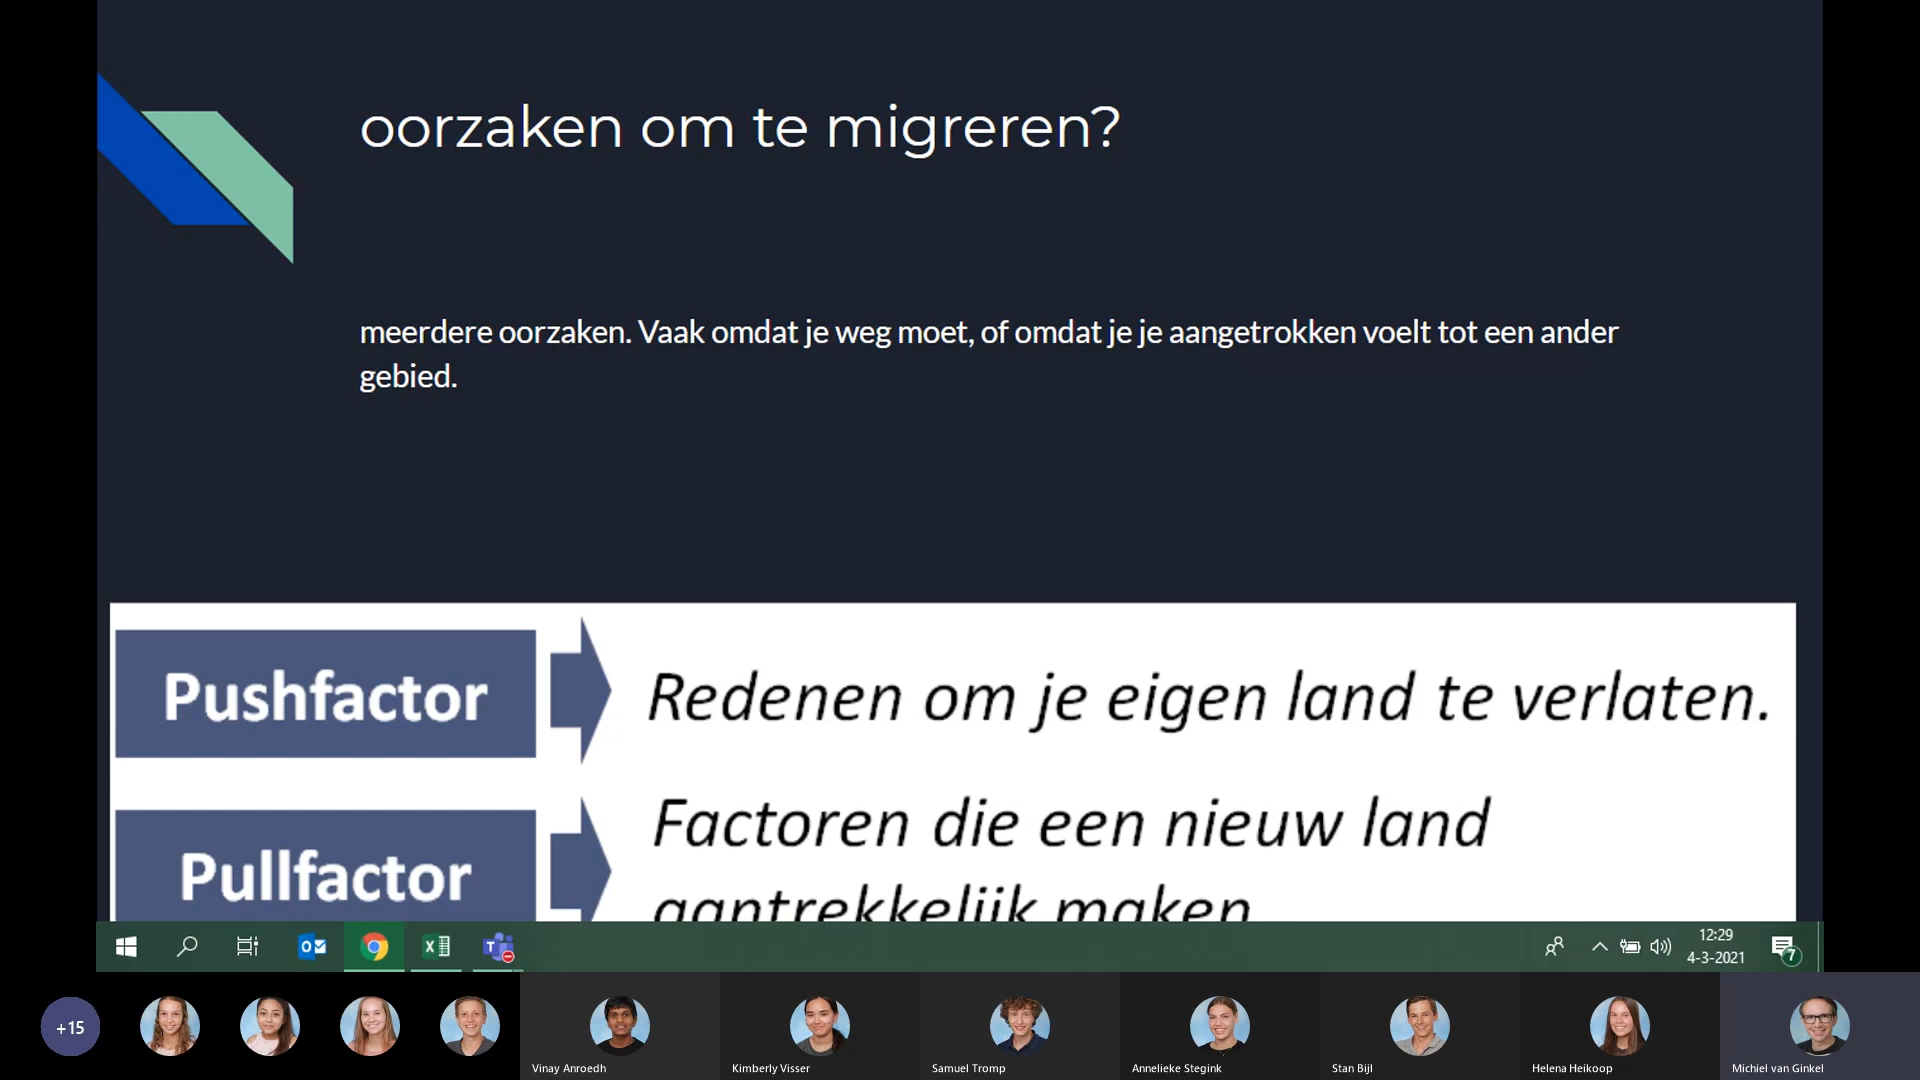 oorzaken om te migreren?
meerdere oorzaken. Vaak omdat je weg moet, of omdat je je aangetrokken voelt tot een ander
gebied.
Pushfactor
Redenen om je eigen land te verlaten.
Pullfactor
Factoren die een nieuw land
aantrekkelijk maken
12:29
4-3-2021
7
+15
Vinay Anroedh
Kimberly Visser
Samuel Tromp
Annelieke Stegink
Stan Bijl
Helena Heikoop
Michiel van Ginkel